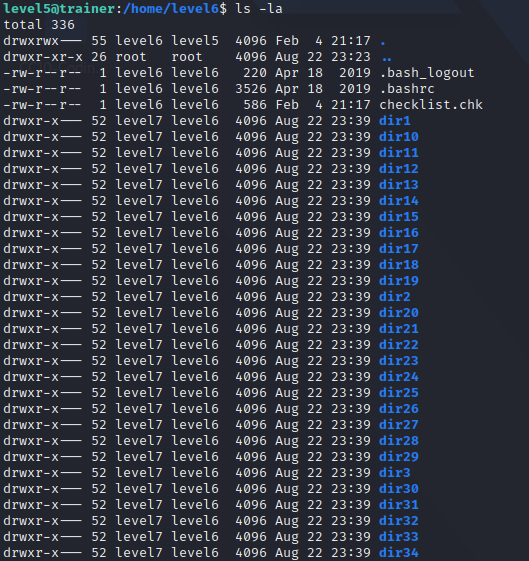 level5@trainer:/home/level6$ ls -la
total 336
drwxrwx--- 55 level6 level5  4096 Feb  4 21:17 .
drwxr-xr-x 26 root   root    4096 Aug 22 23:23 ..
-rw-r--r--  1 level6 level6   220 Apr 18  2019 .bash_logout
-rw-r--r--  1 level6 level6  3526 Apr 18  2019 .bashrc
-rw-r--r--  1 level6 level6   586 Feb  4 21:17 checklist.chk
drwxr-x--- 52 level7 level6  4096 Aug 22 23:39 dir1
drwxr-x--- 52 level7 level6  4096 Aug 22 23:39 dir10
drwxr-x--- 52 level7 level6  4096 Aug 22 23:39 dir11
drwxr-x--- 52 level7 level6  4096 Aug 22 23:39 dir12
drwxr-x--- 52 level7 level6  4096 Aug 22 23:39 dir13
drwxr-x--- 52 level7 level6  4096 Aug 22 23:39 dir14
drwxr-x--- 52 level7 level6  4096 Aug 22 23:39 dir15
drwxr-x--- 52 level7 level6  4096 Aug 22 23:39 dir16
drwxr-x--- 52 level7 level6  4096 Aug 22 23:39 dir17
drwxr-x--- 52 level7 level6  4096 Aug 22 23:39 dir18
drwxr-x--- 52 level7 level6  4096 Aug 22 23:39 dir19
drwxr-x--- 52 level7 level6  4096 Aug 22 23:39 dir2
drwxr-x--- 52 level7 level6  4096 Aug 22 23:39 dir20
drwxr-x--- 52 level7 level6  4096 Aug 22 23:39 dir21
drwxr-x--- 52 level7 level6  4096 Aug 22 23:39 dir22
drwxr-x--- 52 level7 level6  4096 Aug 22 23:39 dir23
drwxr-x--- 52 level7 level6  4096 Aug 22 23:39 dir24
drwxr-x--- 52 level7 level6  4096 Aug 22 23:39 dir25
drwxr-x--- 52 level7 level6  4096 Aug 22 23:39 dir26
drwxr-x--- 52 level7 level6  4096 Aug 22 23:39 dir27
drwxr-x--- 52 level7 level6  4096 Aug 22 23:39 dir28
drwxr-x--- 52 level7 level6  4096 Aug 22 23:39 dir29
drwxr-x--- 52 level7 level6  4096 Aug 22 23:39 dir3
drwxr-x--- 52 level7 level6  4096 Aug 22 23:39 dir30
drwxr-x--- 52 level7 level6  4096 Aug 22 23:39 dir31
drwxr-x--- 52 level7 level6  4096 Aug 22 23:39 dir32
drwxr-x--- 52 level7 level6  4096 Aug 22 23:39 dir33
drwxr-x--- 52 level7 level6  4096 Aug 22 23:39 dir34